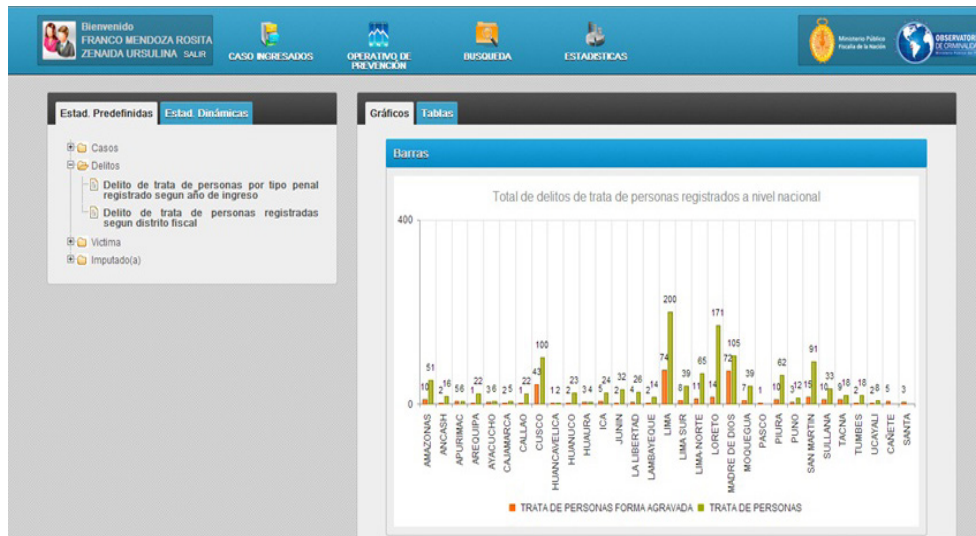 Bienvenido
FRANCO MENDOZA ROSITA
ZENAIDA URSULINA SALIR
CASO INGRESADOS
OPERATIVO DE
PREVENCIÓN
BUSQUEDA
ESTADISTICAS
Ministerio Público
Fiscalía de la Nación
OBSERVATORI
DE CRIMINALIDA
Estad. Predefinidas Estad. Dinámicas
Casos
Delitos
Delito de trata de personas por tipo penal
registrado segun año de ingreso
Delito de trata de personas registradas
segun distrito fiscal
Victima
Imputado(a)
Gráficos Tablas
Barras
Total de delitos de trata de personas registrados a nivel nacional
400
0
10 51
2 16
5 6
1 22
3 6
2 5
1 22
43 100
1 2
2 23
3 4
5 24
2 32
4 26
2 14
74 200
8 39
11 65
14 171
72 105
7 39
1
10 62
3 12
15 91
10 33
9 18
2 18
2 8
5
3
AMAZONAS
ANCASH
APURIMAC
AREQUIPA
AYACUCHO
CAJAMARCA
CALLAO
CUSCO
HUANCAVELICA
HUANUCO
HUAURA
ICA
JUNIN
LA LIBERTAD
LAMBAYEQUE
LIMA
LIMA SUR
LIMA-NORTE
LORETO
MADRE DE DIOS
MOQUEGUA
PASCO
PIURA
PUNO
SAN MARTIN
SULLANA
TACNA
TUMBES
UCAYALI
CAÑETE
SANTA
TRATA DE PERSONAS FORMA AGRAVADA TRATA DE PERSONAS